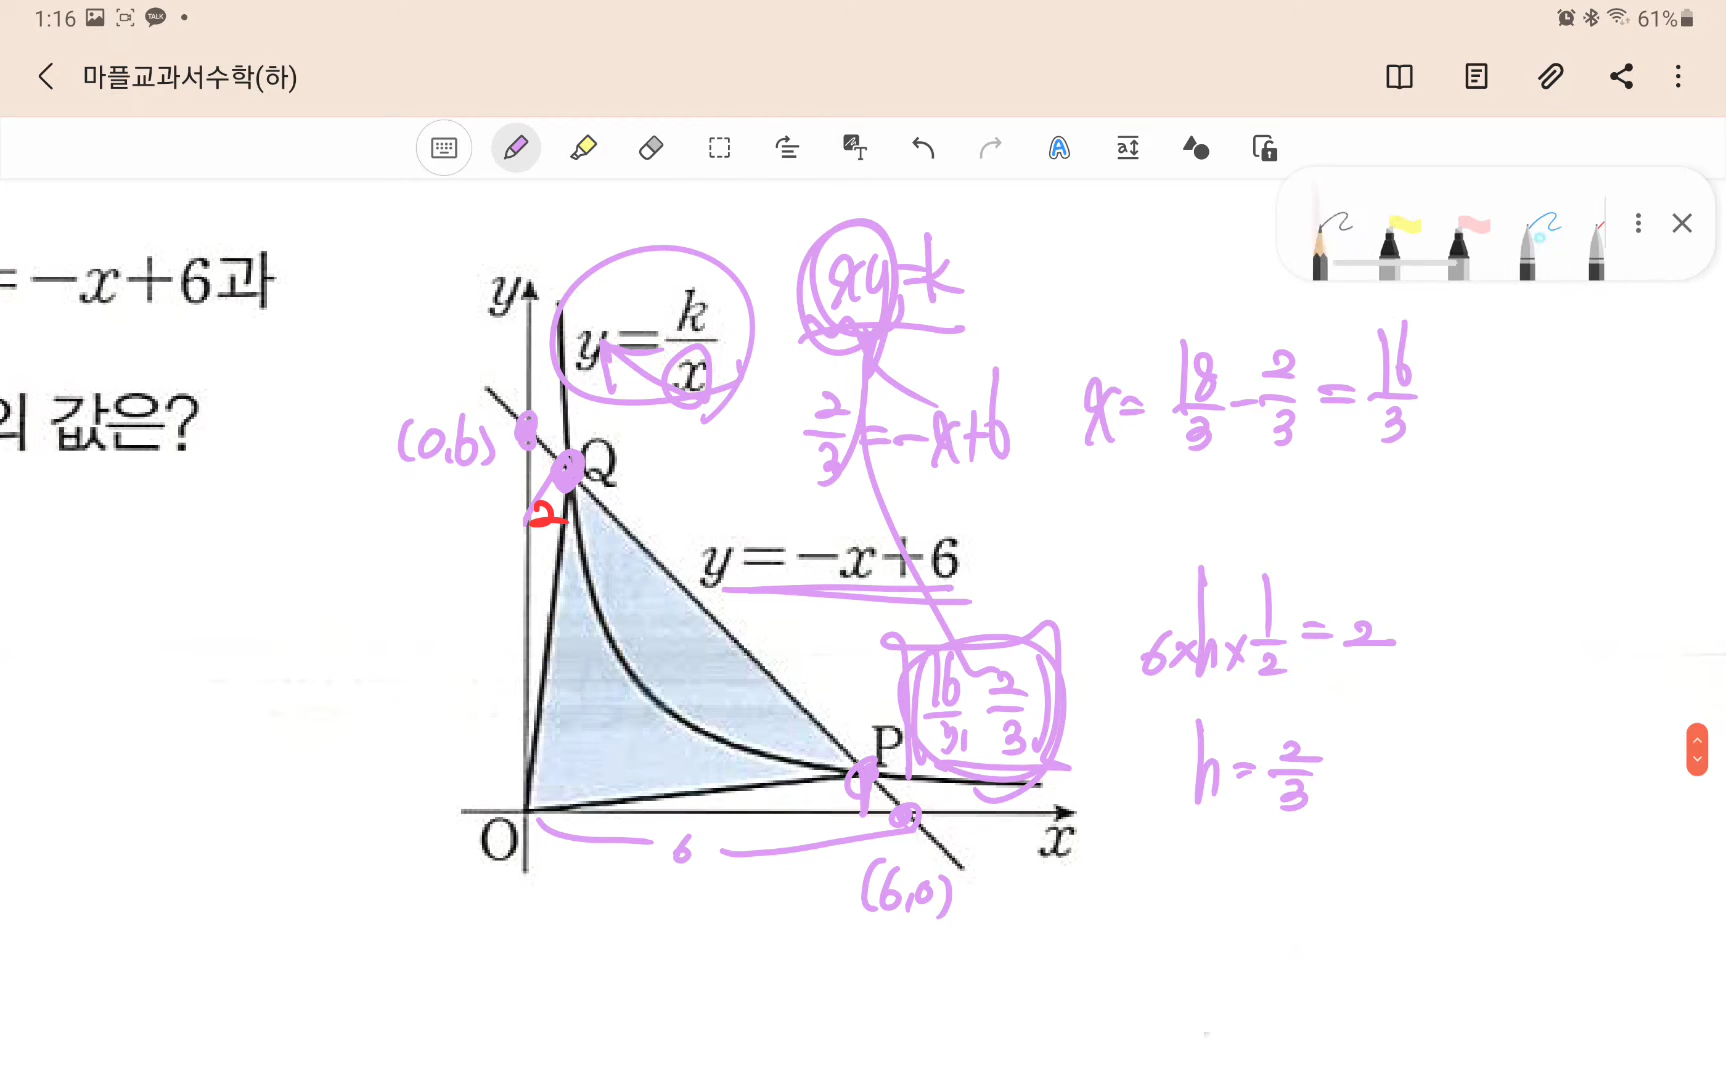 1:16 TALK 61%
마플교과서수학(하)
= −x+6과
의 값은?
y
y=k/x
xy=k
2/3=-x+6
x=18/3-2/3=16/3
(0,6)
Q
2
y=−x+6
(16/3, 2/3)
6×h×1/2=2
h=2/3
P
O
6
x
(6,0)